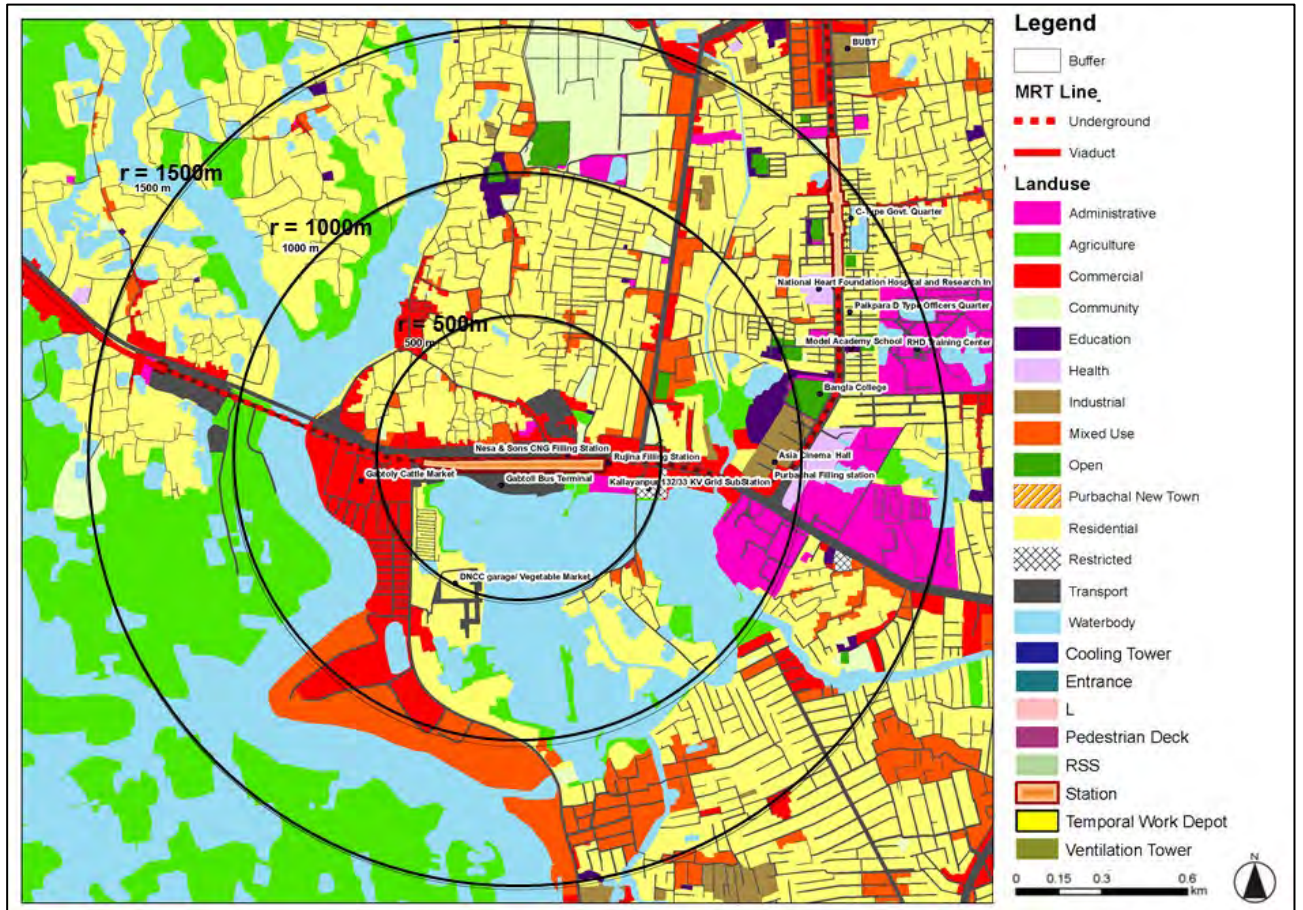 BUBT
r = 1500m
1500 m
r = 1000m
1000 m
C-Type Govt. Quarter
National Heart Foundation Hospital and Research In
Paikpara D Type Officers Quarter
r = 500m
500 m
Model Academy School
RHD Training Center
Bangla College
Nesa & Sons CNG Filling Station
Rujina Filling Station
Asia Cinema Hall
Gabtoly Cattle Market
Gabtoli Bus Terminal
Kallayanpur 132/33 KV Grid SubStation
Purbachal Filling station
DNCC garage/ Vegetable Market
Legend
Buffer
MRT Line
Underground
Viaduct
Landuse
Administrative
Agriculture
Commercial
Community
Education
Health
Industrial
Mixed Use
Open
Purbachal New Town
Residential
Restricted
Transport
Waterbody
Cooling Tower
Entrance
L
Pedestrian Deck
RSS
Station
Temporal Work Depot
Ventilation Tower
0 0.15 0.3 0.6
km
N